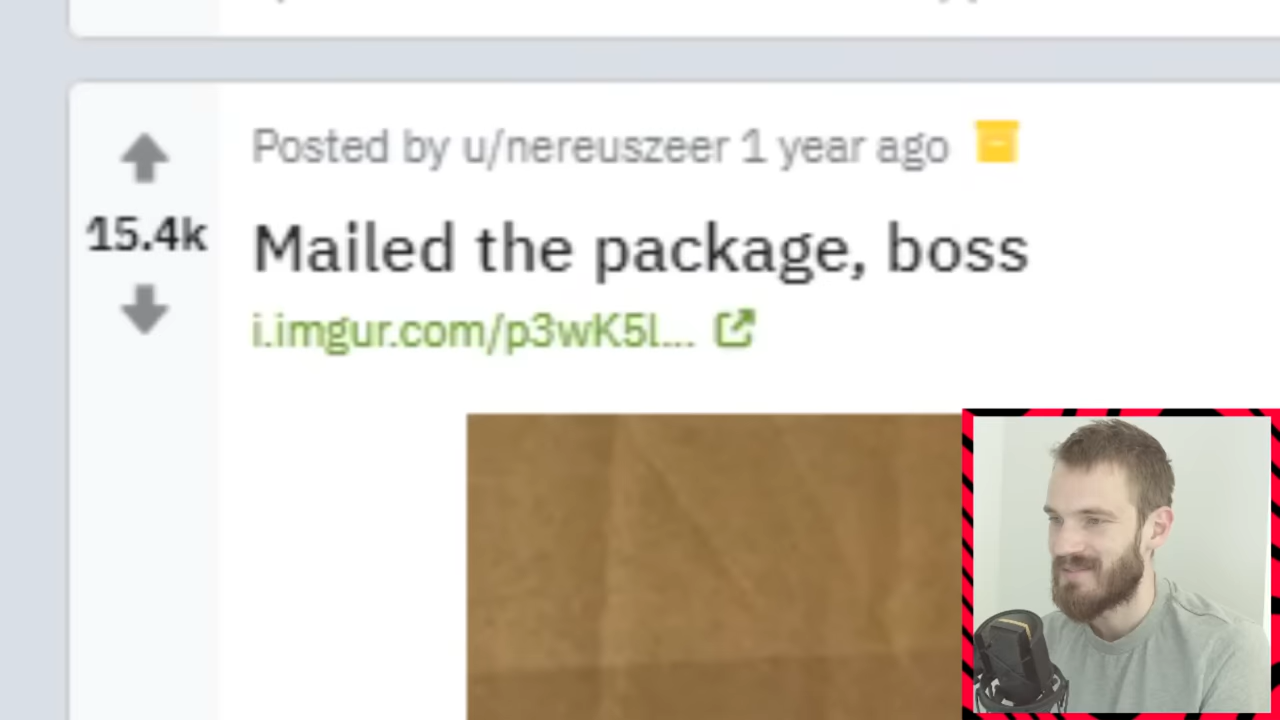 Posted by u/nereuszeer 1 year ago
15.4k
Mailed the package, boss
i.imgur.com/p3wK5l...